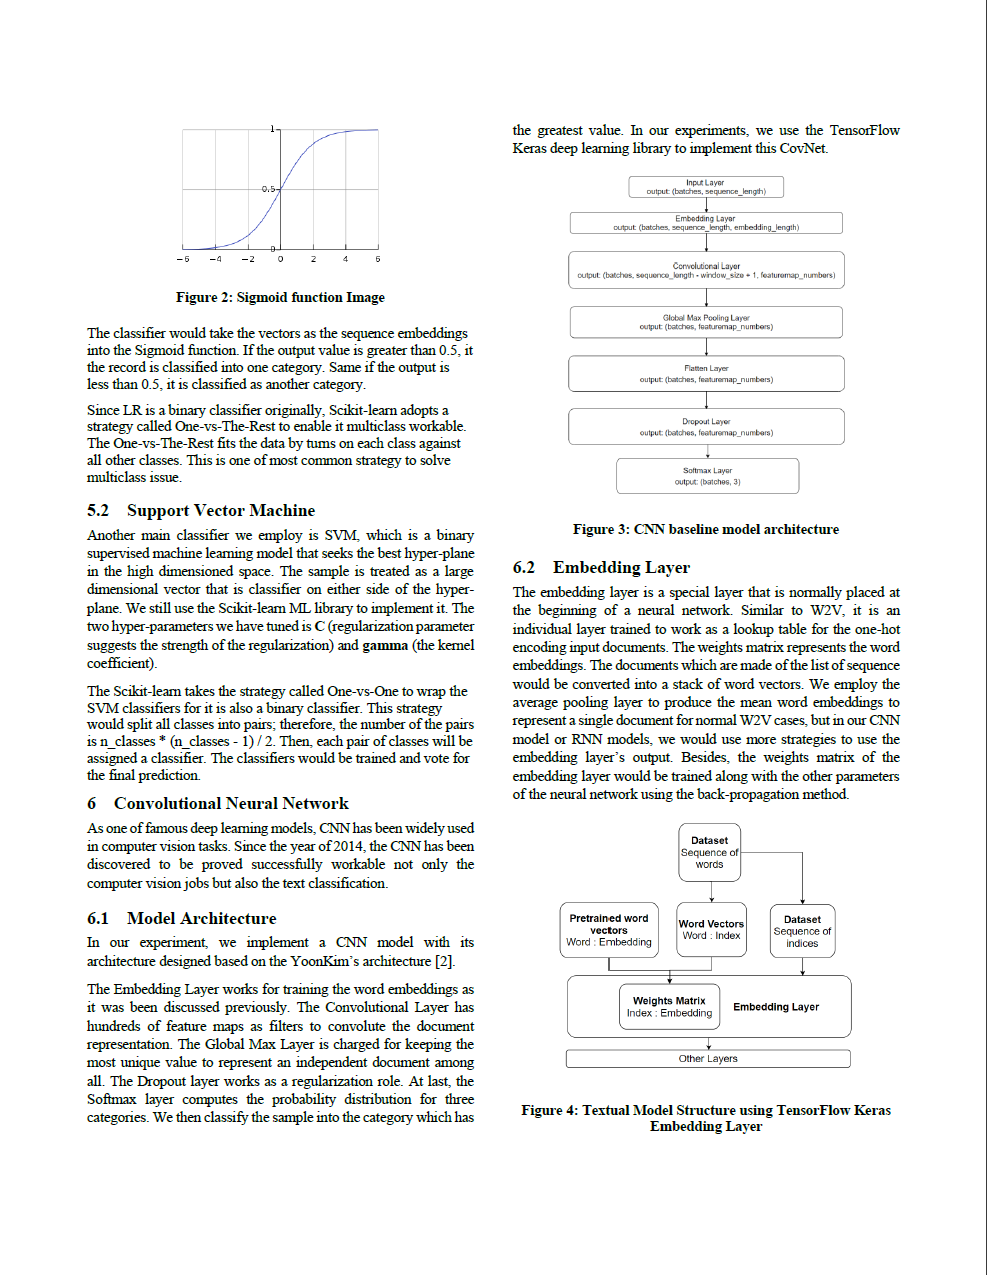 1
0.5
0
−6 −4 −2 0 2 4 6
Figure 2: Sigmoid function Image
The classifier would take the vectors as the sequence embeddings
into the Sigmoid function. If the output value is greater than 0.5, it
the record is classified into one category. Same if the output is
less than 0.5, it is classified as another category.
Since LR is a binary classifier originally, Scikit-learn adopts a
strategy called One-vs-The-Rest to enable it multiclass workable.
The One-vs-The-Rest fits the data by turns on each class against
all other classes. This is one of most common strategy to solve
multiclass issue.
5.2 Support Vector Machine
Another main classifier we employ is SVM, which is a binary
supervised machine learning model that seeks the best hyper-plane
in the high dimensioned space. The sample is treated as a large
dimensional vector that is classifier on either side of the hyper-
plane. We still use the Scikit-learn ML library to implement it. The
two hyper-parameters we have tuned is C (regularization parameter
suggests the strength of the regularization) and gamma (the kernel
coefficient).
The Scikit-learn takes the strategy called One-vs-One to wrap the
SVM classifiers for it is also a binary classifier. This strategy
would split all classes into pairs; therefore, the number of the pairs
is n_classes * (n_classes - 1) / 2. Then, each pair of classes will be
assigned a classifier. The classifiers would be trained and vote for
the final prediction.
6 Convolutional Neural Network
As one of famous deep learning models, CNN has been widely used
in computer vision tasks. Since the year of 2014, the CNN has been
discovered to be proved successfully workable not only the
computer vision jobs but also the text classification.
6.1 Model Architecture
In our experiment, we implement a CNN model with its
architecture designed based on the YoonKim's architecture [2].
The Embedding Layer works for training the word embeddings as
it was been discussed previously. The Convolutional Layer has
hundreds of feature maps as filters to convolute the document
representation. The Global Max Layer is charged for keeping the
most unique value to represent an independent document among
all. The Dropout layer works as a regularization role. At last, the
Softmax layer computes the probability distribution for three
categories. We then classify the sample into the category which has
the greatest value. In our experiments, we use the TensorFlow
Keras deep learning library to implement this CovNet.
Input Layer
output: (batches, sequence_length)
Embedding Layer
output: (batches, sequence_length, embedding_length)
Convolutional Layer
output: (batches, sequence_length - window_size + 1, featuremap_numbers)
Global Max Pooling Layer
output: (batches, featuremap_numbers)
Flatten Layer
output: (batches, featuremap_numbers)
Dropout Layer
output: (batches, featuremap_numbers)
Softmax Layer
output: (batches, 3)
Figure 3: CNN baseline model architecture
6.2 Embedding Layer
The embedding layer is a special layer that is normally placed at
the beginning of a neural network. Similar to W2V, it is an
individual layer trained to work as a lookup table for the one-hot
encoding input documents. The weights matrix represents the word
embeddings. The documents which are made of the list of sequence
would be converted into a stack of word vectors. We employ the
average pooling layer to produce the mean word embeddings to
represent a single document for normal W2V cases, but in our CNN
model or RNN models, we would use more strategies to use the
embedding layer's output. Besides, the weights matrix of the
embedding layer would be trained along with the other parameters
of the neural network using the back-propagation method.
Dataset
Sequence of
words
Pretrained word
vectors
Word : Embedding
Word Vectors
Word : Index
Dataset
Sequence of
indices
Weights Matrix
Index : Embedding
Embedding Layer
Other Layers
Figure 4: Textual Model Structure using TensorFlow Keras
Embedding Layer